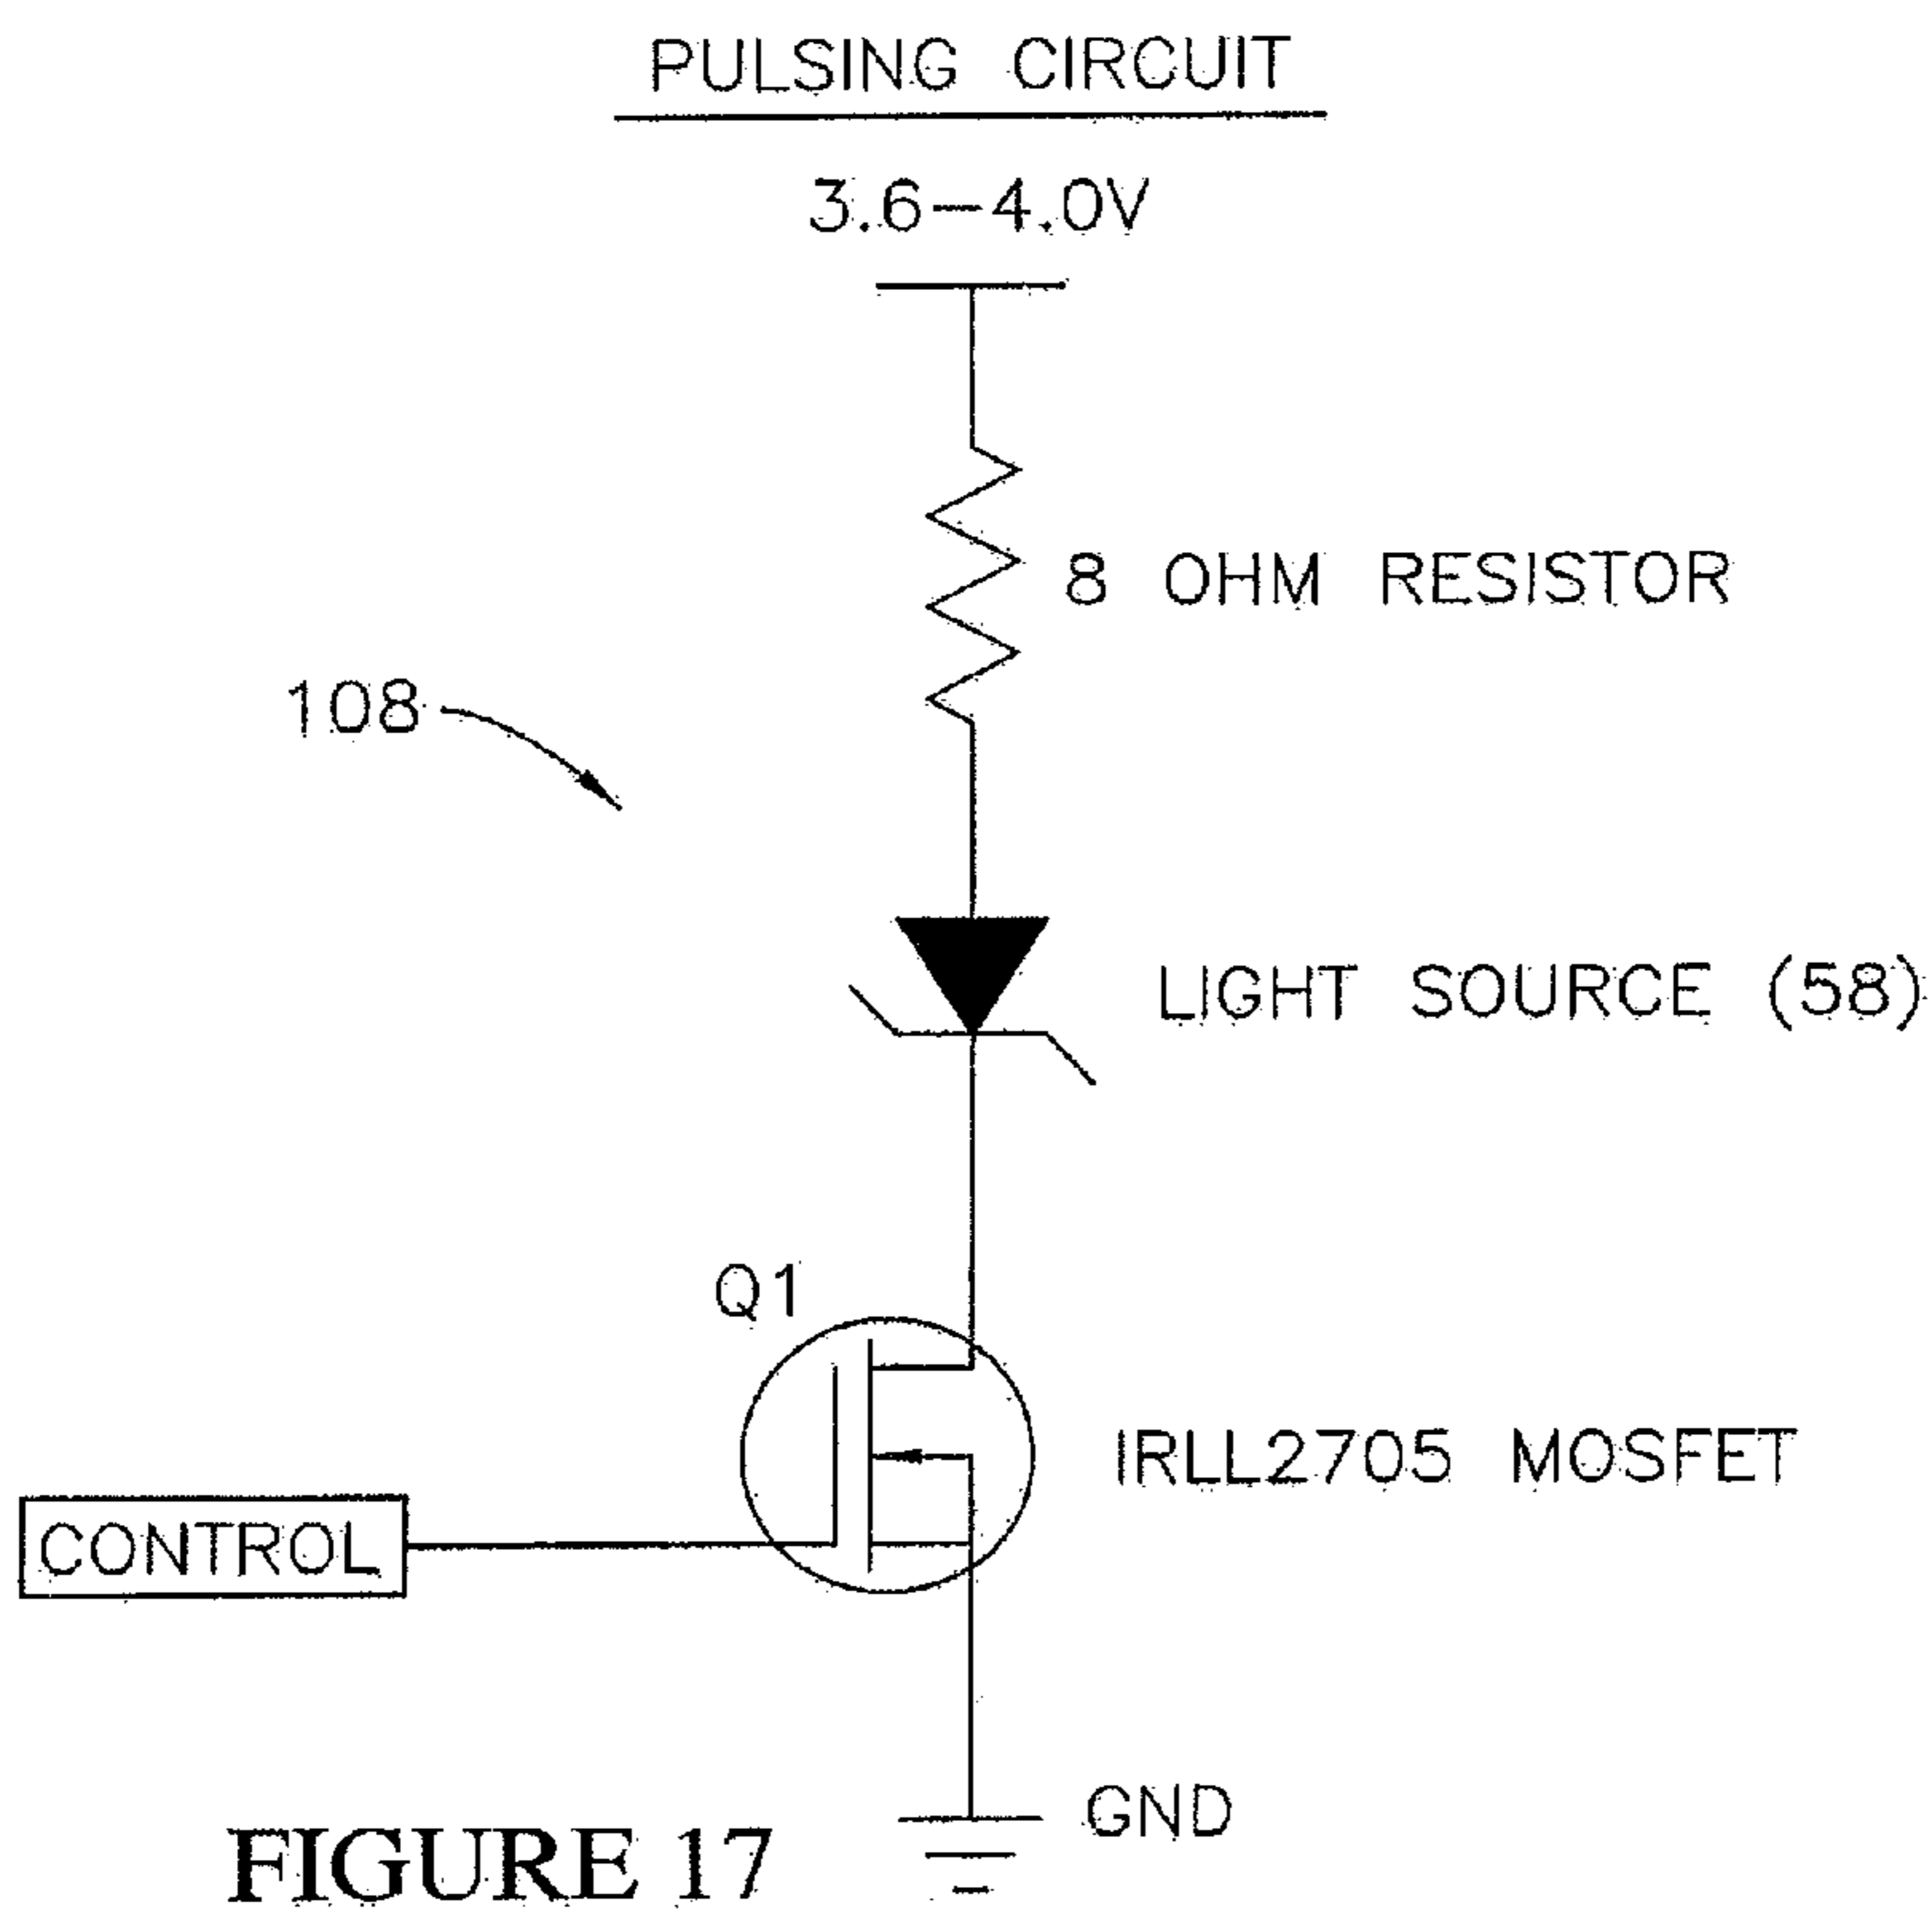 PULSING CIRCUIT
3.6-4.0V
8 OHM RESISTOR
108
LIGHT SOURCE (58)
Q1
IRLL2705 MOSFET
CONTROL
GND
FIGURE 17